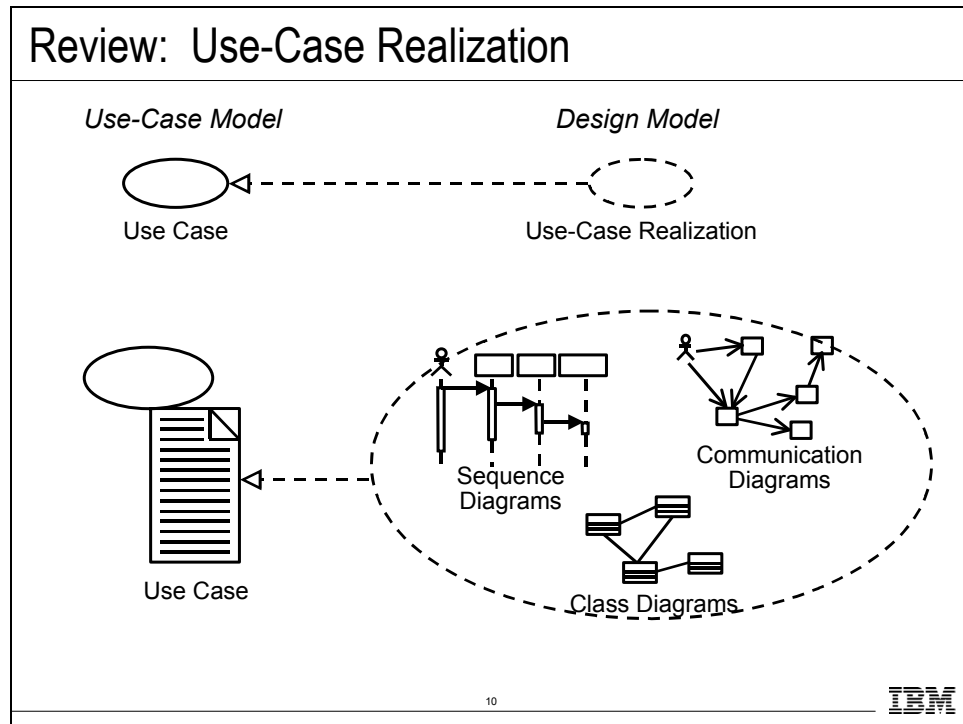 Review: Use-Case Realization
Use-Case Model
Design Model
Use Case
Use-Case Realization
Sequence
Diagrams
Communication
Diagrams
Class Diagrams
Use Case
10
IBM